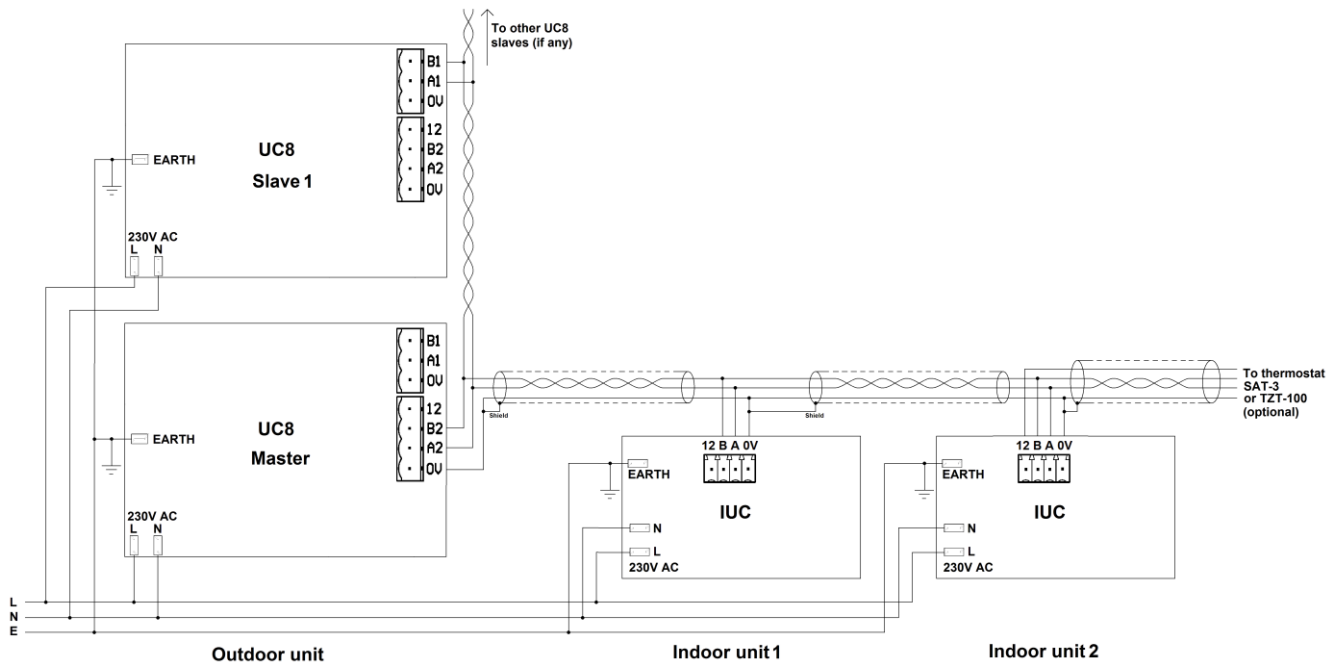 To other UC8
slaves (if any)
B1
A1
0V
12
B2
A2
0V
UC8
Slave 1
EARTH
230V AC
L N
B1
A1
0V
12
B2
A2
0V
UC8
Master
EARTH
230V AC
L N
Shield
Shield
To thermostat
SAT-3
or TZT-100
(optional)
12 B A 0V
EARTH
IUC
N
L
230V AC
12 B A 0V
EARTH
IUC
N
L
230V AC
L
N
E
Outdoor unit
Indoor unit 1
Indoor unit 2